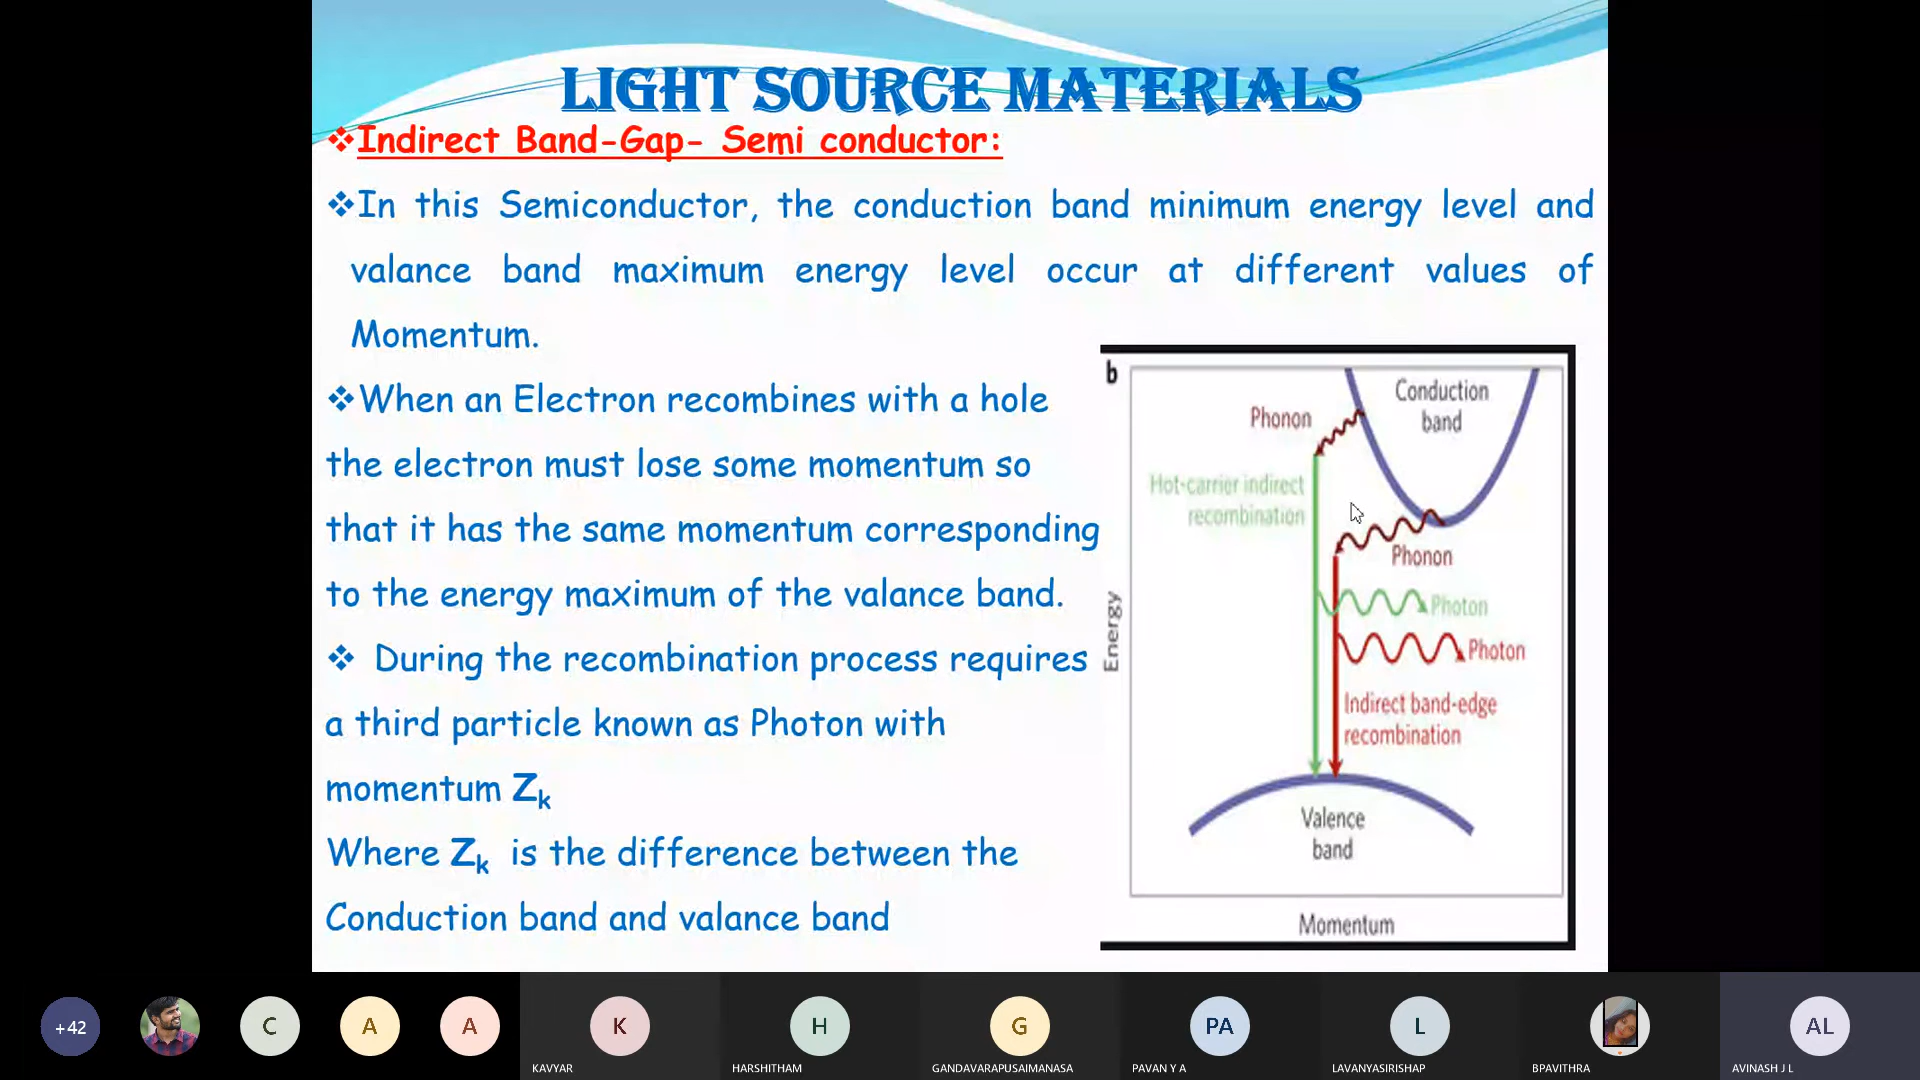 LIGHT SOURCE MATERIALS
❖Indirect Band-Gap- Semi conductor:
❖In this Semiconductor, the conduction band minimum energy level and
valance band maximum energy level occur at different values of
Momentum.
❖When an Electron recombines with a hole
the electron must lose some momentum so
that it has the same momentum corresponding
to the energy maximum of the valance band.
❖ During the recombination process requires
a third particle known as Photon with
momentum Zk
Where Zk is the difference between the
Conduction band and valance band
b
Conduction
band
Phonon
Hot-carrier indirect
recombination
Phonon
Photon
Photon
Indirect band-edge
recombination
Valence
band
Energy
Momentum
+42
C
A
A
K
H
G
PA
L
AL
KAVYAR
HARSHITHAM
GANDAVARAPUSAIMANASA
PAVAN Y A
LAVANYASIRISHAP
BPAVITHRA
AVINASH J L